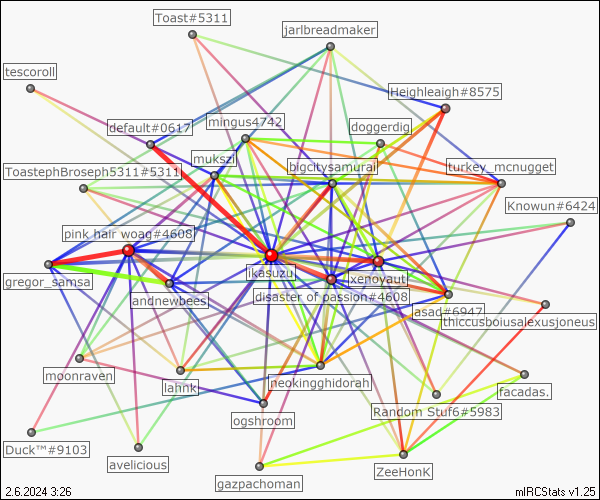 Toast#5311
jarlbreadmaker
tescoroll
Heighleaigh#8575
default#0617
mingus4742
doggerdig
mukszi
bigcitysamurai
turkey_mcnugget
ToastephBroseph5311#5311
Knowun#6424
pink hair woag#4608
gregor_samsa
ikasuzu
xenoyaut
andnewbees
disaster of passion#4608
asad#6947
thiccusboiusalexusjoneus
moonraven
lahnk
neokingghidorah
facadas.
ogshroom
Random Stuf6#5983
Duck™#9103
avelicious
gazpachoman
ZeeHonK
2.6.2024 3:26
mIRCStats v1.25